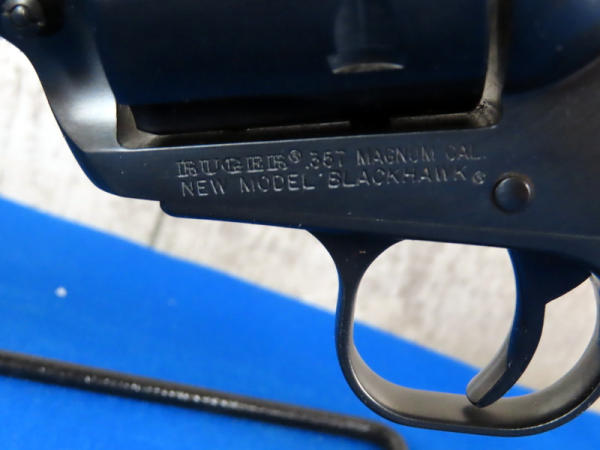 RUGER® .357 MAGNUM CAL.
NEW MODEL BLACKHAWK®